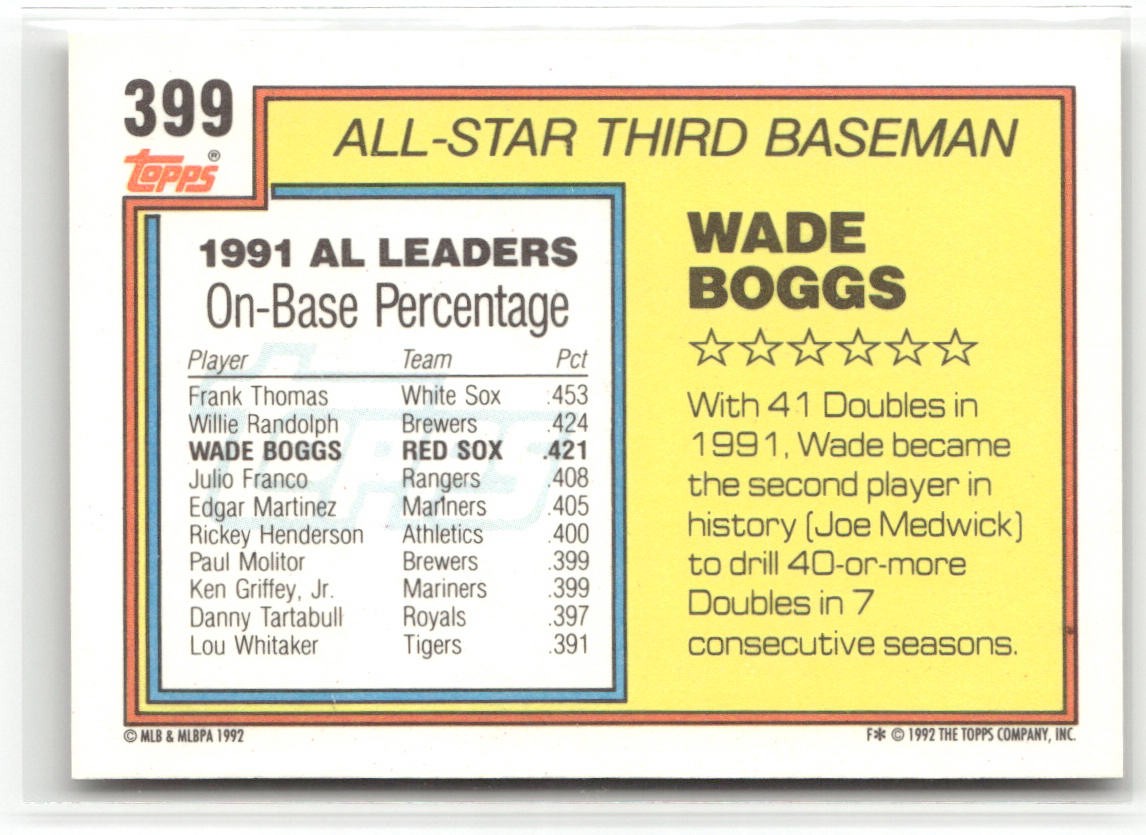 399
TOPPS®
ALL-STAR THIRD BASEMAN
1991 AL LEADERS
On-Base Percentage
Player Team Pct
Frank Thomas White Sox .453
Willie Randolph Brewers .424
WADE BOGGS RED SOX .421
Julio Franco Rangers .408
Edgar Martinez Mariners .405
Rickey Henderson Athletics .400
Paul Molitor Brewers .399
Ken Griffey, Jr. Mariners .399
Danny Tartabull Royals .397
Lou Whitaker Tigers .391
TOPPS
WADE
BOGGS
☆☆☆☆☆☆
With 41 Doubles in
1991, Wade became
the second player in
history (Joe Medwick)
to drill 40-or-more
Doubles in 7
consecutive seasons.
© MLB & MLBPA 1992
F✻ © 1992 THE TOPPS COMPANY, INC.